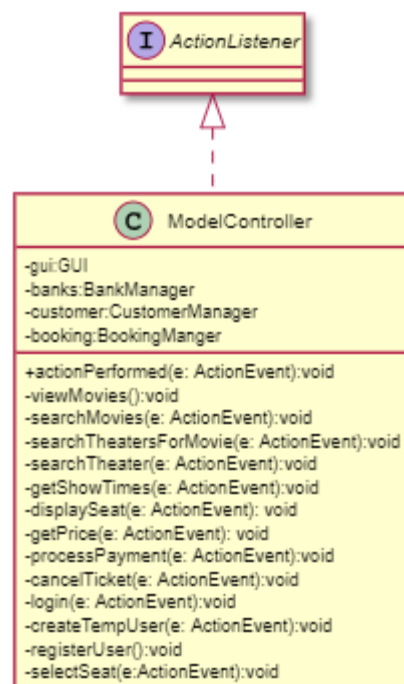 I ActionListener
C ModelController
-gui:GUI
-banks:BankManager
-customer:CustomerManager
-booking:BookingManger
+actionPerformed(e: ActionEvent):void
-viewMovies():void
-searchMovies(e: ActionEvent):void
-searchTheatersForMovie(e: ActionEvent):void
-searchTheater(e: ActionEvent):void
-getShowTimes(e: ActionEvent):void
-displaySeat(e: ActionEvent): void
-getPrice(e: ActionEvent): void
-processPayment(e: ActionEvent):void
-cancelTicket(e: ActionEvent):void
-login(e: ActionEvent):void
-createTempUser(e: ActionEvent):void
-registerUser():void
-selectSeat(e:ActionEvent):void